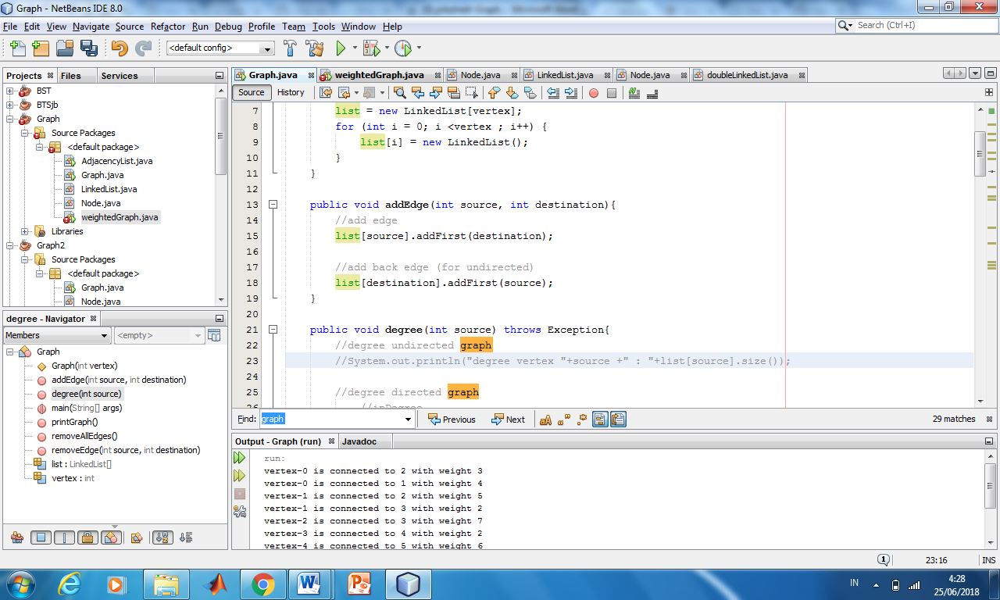 Graph - NetBeans IDE 8.0
File Edit View Navigate Source Refactor Run Debug Profile Team Tools Window Help
Search (Ctrl+I)
<default config>
Projects Files Services
BST
BTSjb
Graph
Source Packages
<default package>
AdjacencyList.java
Graph.java
LinkedList.java
Node.java
weightedGraph.java
Libraries
Graph2
Source Packages
<default package>
Graph.java
Node.java
degree - Navigator
Members <empty>
Graph
Graph(int vertex)
addEdge(int source, int destination)
degree(int source)
main(String[] args)
printGraph()
removeAllEdges()
removeEdge(int source, int destination)
list : LinkedList[]
vertex : int
Graph.java weightedGraph.java Node.java LinkedList.java Node.java doubleLinkedList.java
Source History
7 list = new LinkedList[vertex];
8 for (int i = 0; i <vertex ; i++) {
9 list[i] = new LinkedList();
10 }
11 }
12
13 public void addEdge(int source, int destination){
14 //add edge
15 list[source].addFirst(destination);
16
17 //add back edge (for undirected)
18 list[destination].addFirst(source);
19 }
20
21 public void degree(int source) throws Exception{
22 //degree undirected graph
23 //System.out.println("degree vertex "+source +" : "+list[source].size());
24
25 //degree directed graph
26 //inDegree
Find: graph Previous Next 29 matches
Output - Graph (run) Javadoc
run:
vertex-0 is connected to 2 with weight 3
vertex-0 is connected to 1 with weight 4
vertex-1 is connected to 2 with weight 5
vertex-1 is connected to 3 with weight 2
vertex-2 is connected to 3 with weight 7
vertex-3 is connected to 4 with weight 2
vertex-4 is connected to 5 with weight 6
1 23:16 INS
IN 4:28
25/06/2018